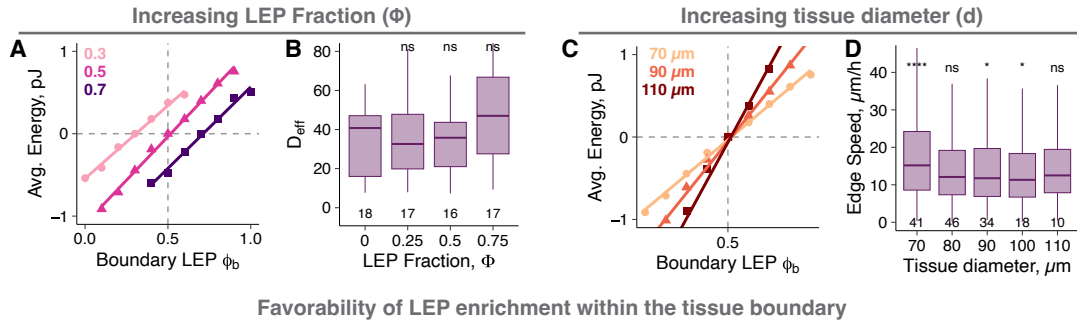 Increasing LEP Fraction (Φ)
Increasing tissue diameter (d)
A
0.3
0.5
0.7
1
0
−1
Avg. Energy, pJ
0.0
0.5
1.0
Boundary LEP ϕb
B
80
60
40
20
0
Deff
ns
ns
ns
18
17
16
17
0
0.25
0.5
0.75
LEP Fraction, Φ
C
70 µm
90 µm
110 µm
1
0
−1
Avg. Energy, pJ
0.5
Boundary LEP ϕb
D
40
30
20
10
0
Edge Speed, µm/h
****
ns
*
*
ns
41
46
34
18
10
70
80
90
100
110
Tissue diameter, µm
Favorability of LEP enrichment within the tissue boundary